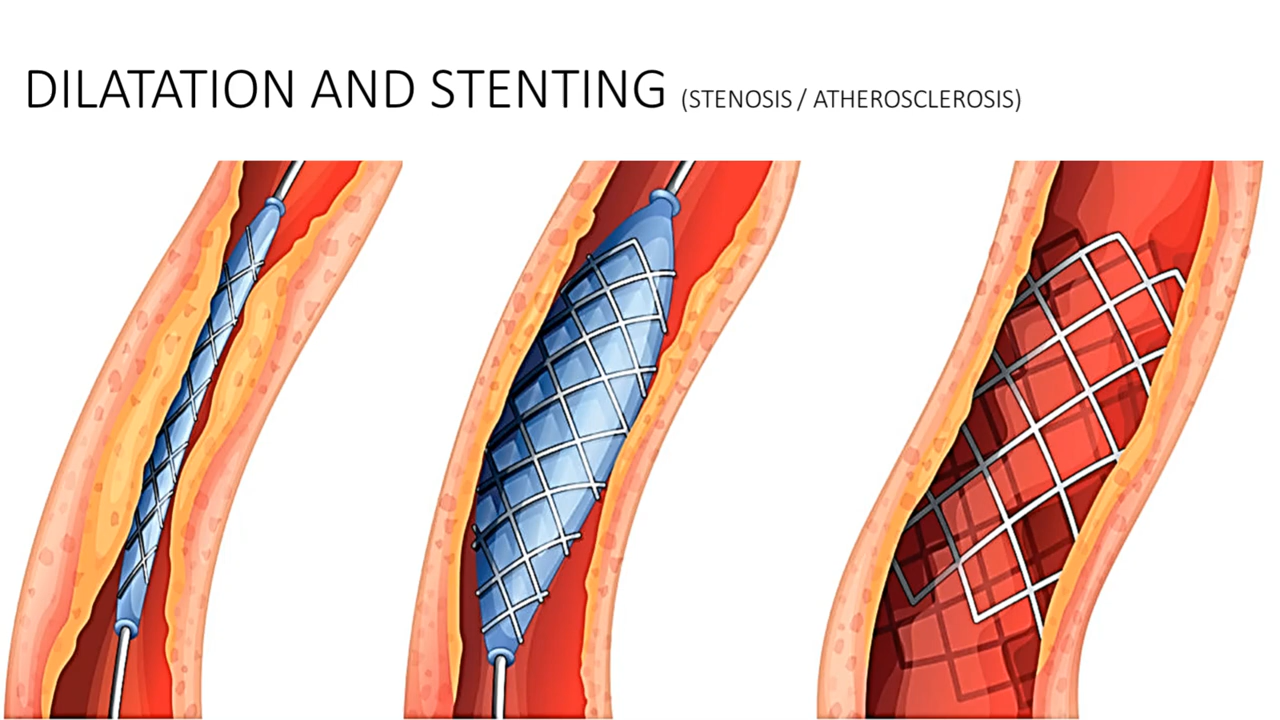 DILATATION AND STENTING (STENOSIS / ATHEROSCLEROSIS)